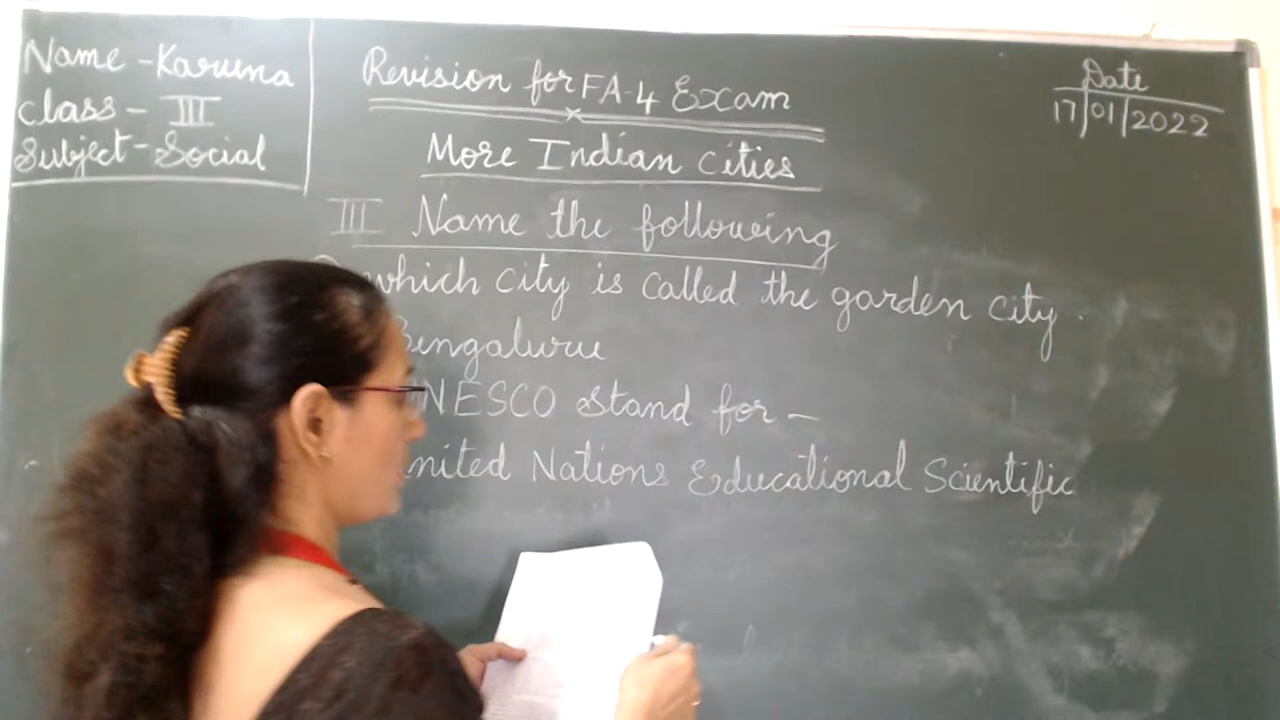 Name - Karuna
Class - III
Subject - Social
Revision for FA-4 Exam
Date
17/01/2022
More Indian Cities
III Name the following
which city is called the garden city.
Bengaluru
NESCO Stand for -
nited Nations Educational Scientific